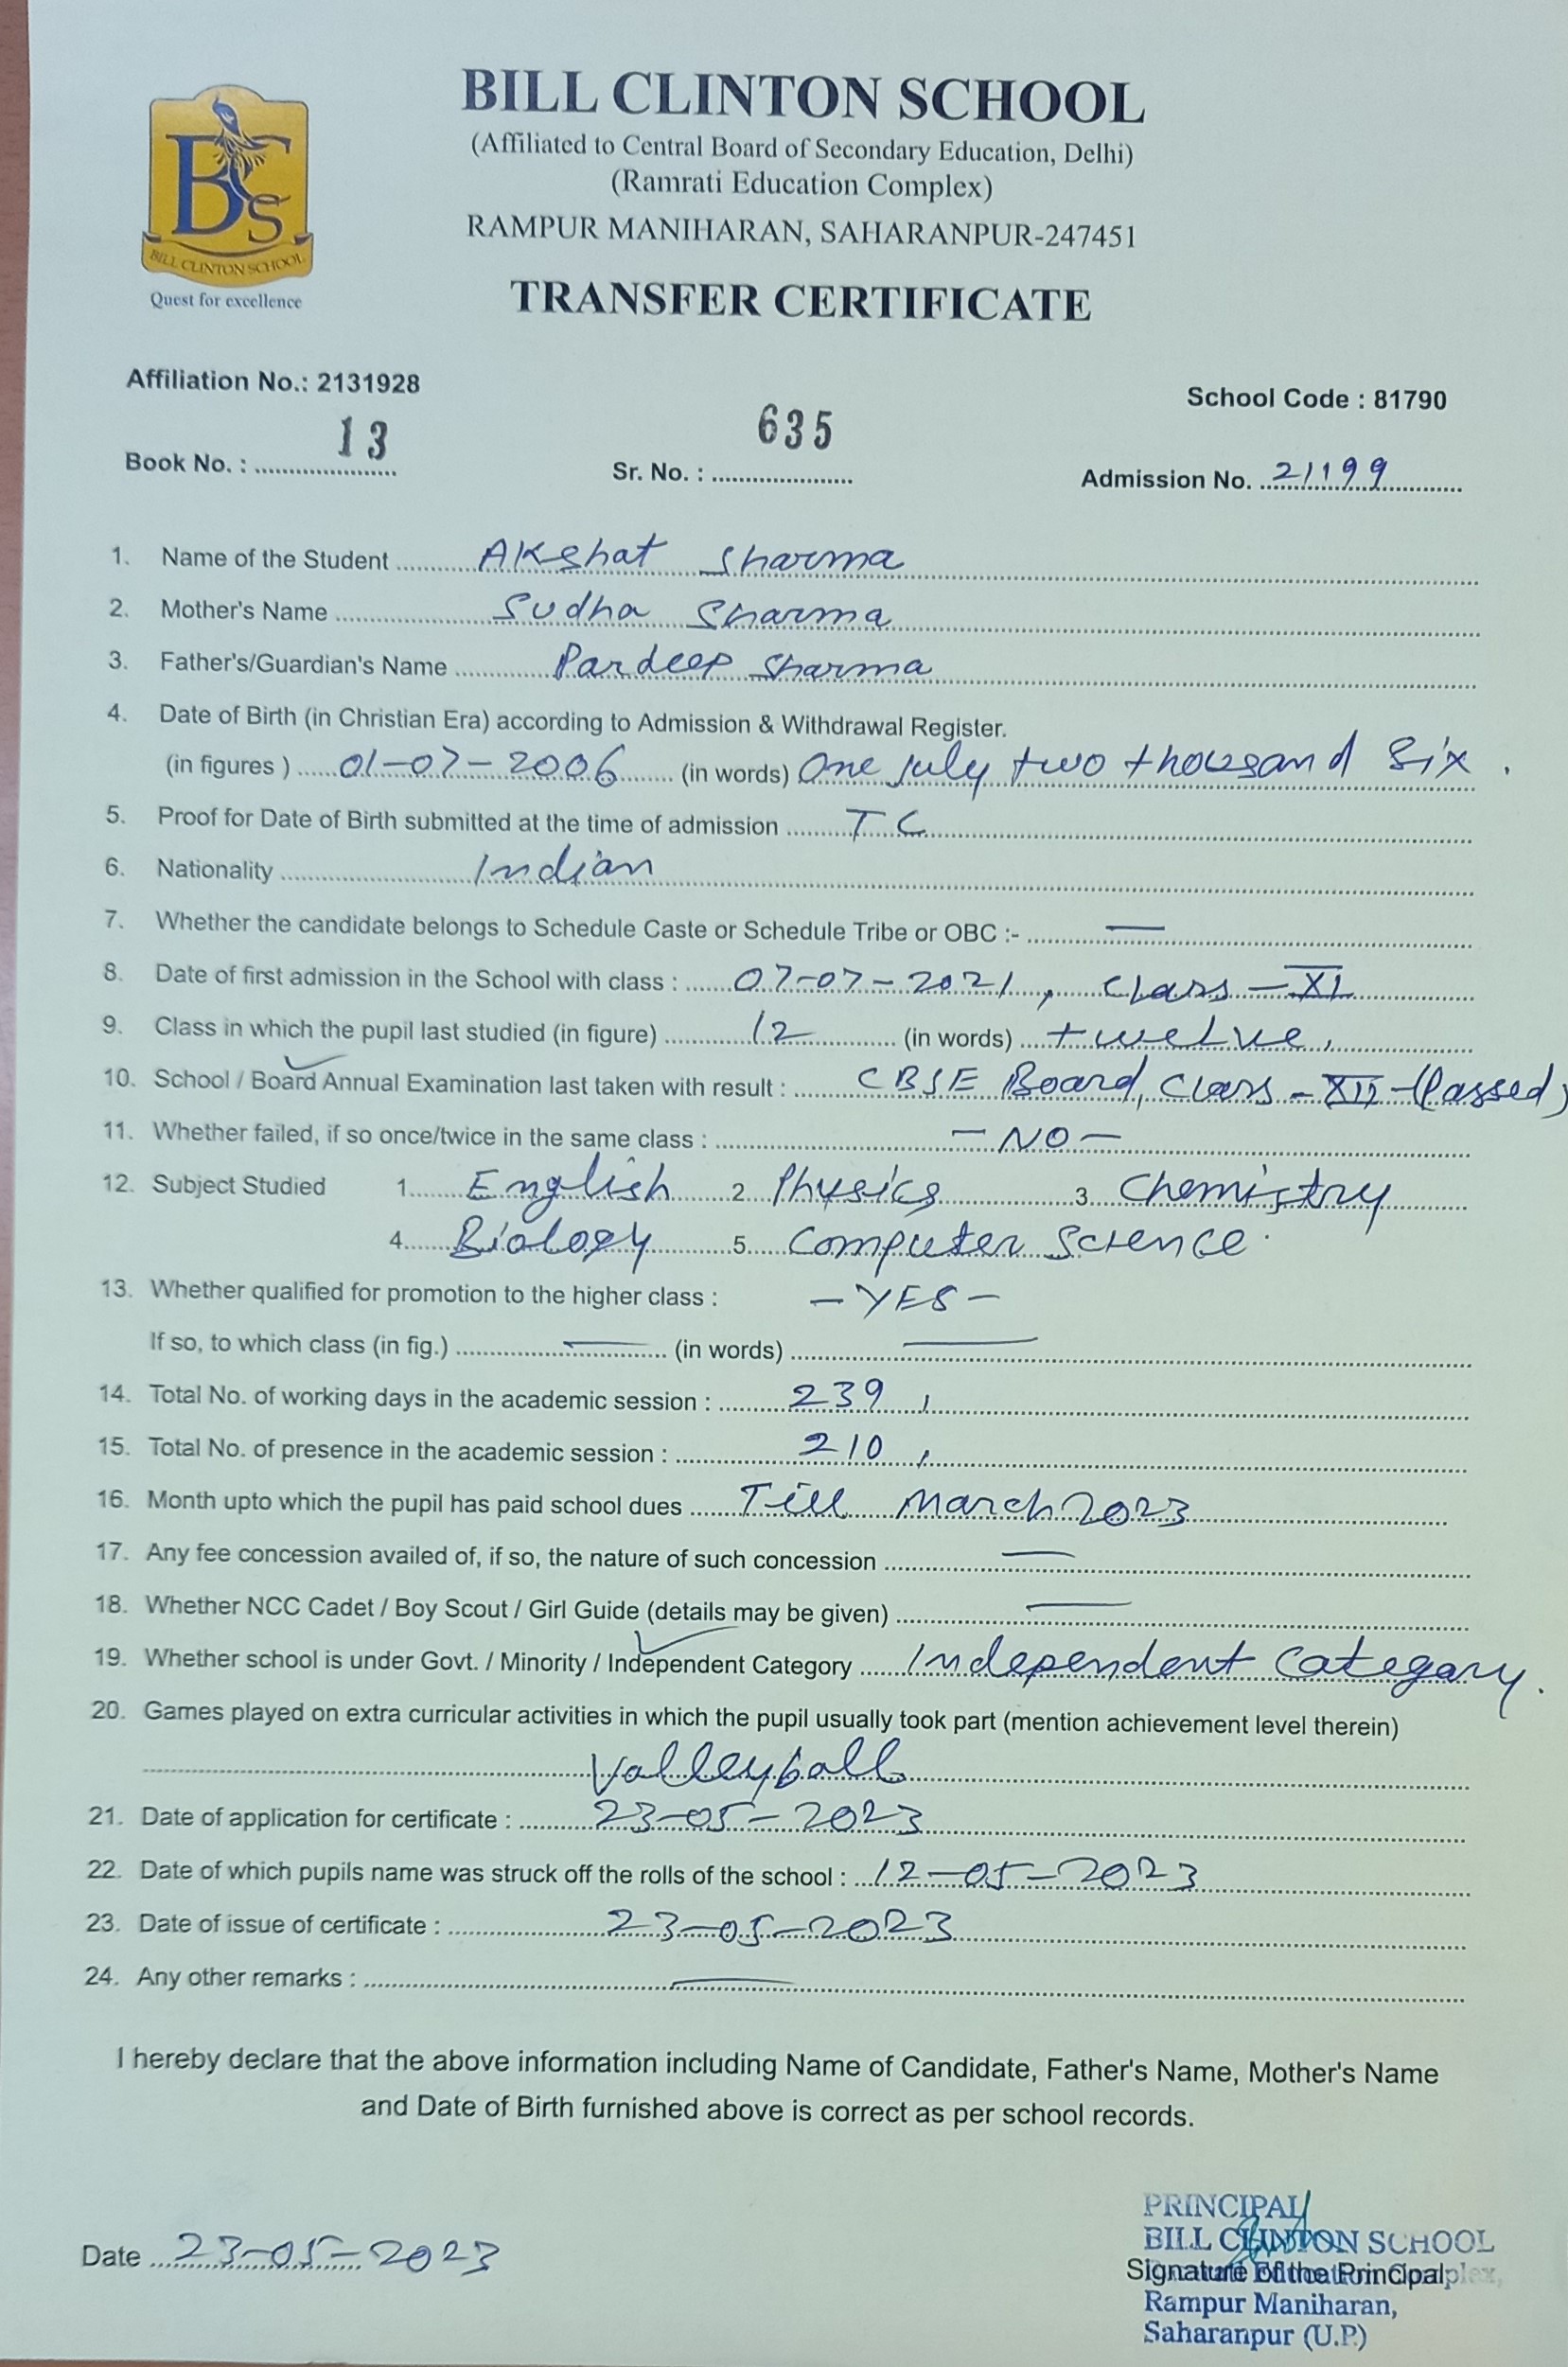 BILL CLINTON SCHOOL
(Affiliated to Central Board of Secondary Education, Delhi)
(Ramrati Education Complex)
RAMPUR MANIHARAN, SAHARANPUR-247451
BCS
BILL CLINTON SCHOOL
Quest for excellence
TRANSFER CERTIFICATE
Affiliation No.: 2131928 School Code : 81790
Book No. : 13 Sr. No. : 635 Admission No. 21199
1. Name of the Student Akshat Sharma
2. Mother's Name Sudha Sharma
3. Father's/Guardian's Name Pardeep Sharma
4. Date of Birth (in Christian Era) according to Admission & Withdrawal Register.
(in figures ) 01-07-2006 (in words) One july two thousand Six .
5. Proof for Date of Birth submitted at the time of admission T C
6. Nationality Indian
7. Whether the candidate belongs to Schedule Caste or Schedule Tribe or OBC :- —
8. Date of first admission in the School with class : 07-07-2021, Class - XI
9. Class in which the pupil last studied (in figure) 12 (in words) twelve,
10. School / Board Annual Examination last taken with result : CBSE Board, Class - XII - (Passed)
11. Whether failed, if so once/twice in the same class : - NO -
12. Subject Studied 1. English 2. Physics 3. Chemistry
4. Biology 5. Computer Science.
13. Whether qualified for promotion to the higher class : - YES -
If so, to which class (in fig.) — (in words) —
14. Total No. of working days in the academic session : 239,
15. Total No. of presence in the academic session : 210,
16. Month upto which the pupil has paid school dues Till March 2023
17. Any fee concession availed of, if so, the nature of such concession —
18. Whether NCC Cadet / Boy Scout / Girl Guide (details may be given) —
19. Whether school is under Govt. / Minority / Independent Category Independent Category.
20. Games played on extra curricular activities in which the pupil usually took part (mention achievement level therein)
Valleyball
21. Date of application for certificate : 23-05-2023
22. Date of which pupils name was struck off the rolls of the school : 12-05-2023
23. Date of issue of certificate : 23-05-2023
24. Any other remarks : —
I hereby declare that the above information including Name of Candidate, Father's Name, Mother's Name
and Date of Birth furnished above is correct as per school records.
PRINCIPAL
BILL CLINTON SCHOOL
Date 23-05-2023 Signature of the Principal
Rampur Maniharan,
Saharanpur (U.P.)